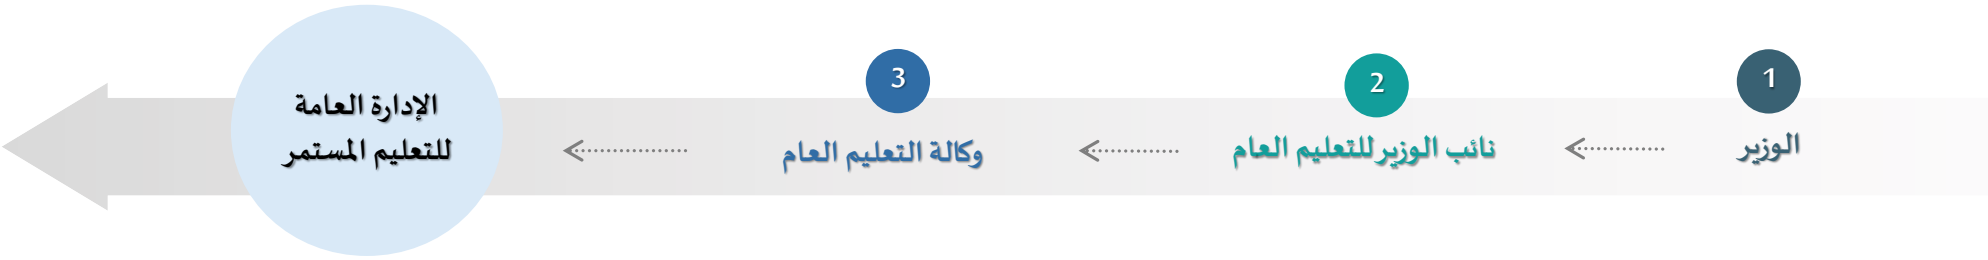 1
الوزير
2
نائب الوزير للتعليم العام
3
وكالة التعليم العام
الإدارة العامة
للتعليم المستمر